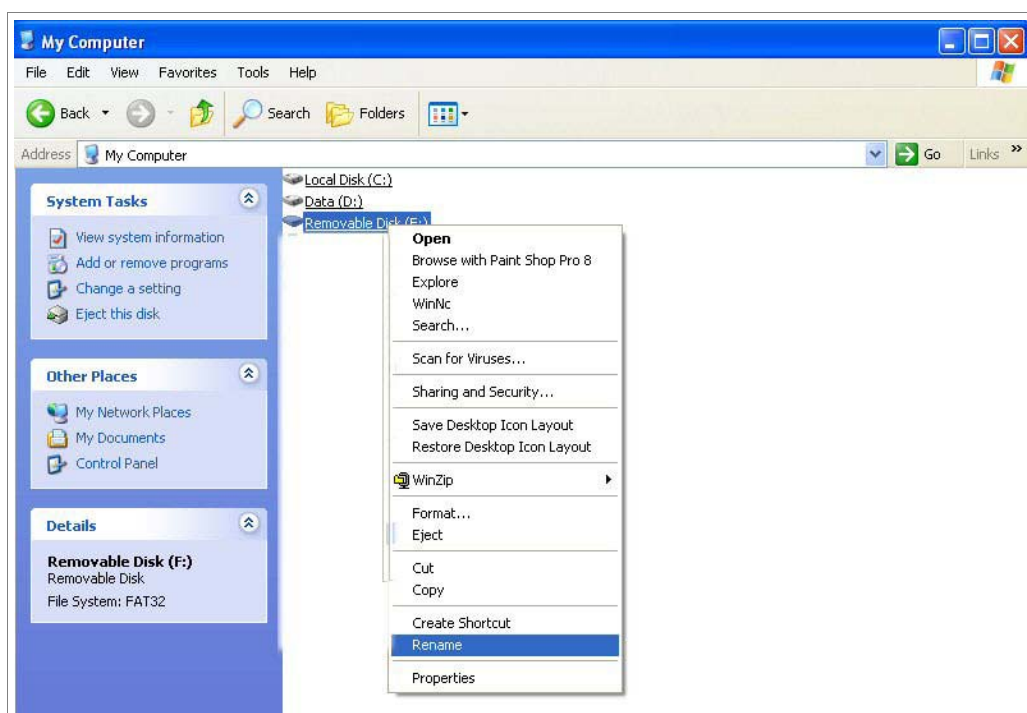 My Computer
File Edit View Favorites Tools Help
Back Search Folders
Address My Computer Go Links »
System Tasks
View system information
Add or remove programs
Change a setting
Eject this disk
Other Places
My Network Places
My Documents
Control Panel
Details
Removable Disk (F:)
Removable Disk
File System: FAT32
Local Disk (C:)
Data (D:)
Removable Disk (F:)
Open
Browse with Paint Shop Pro 8
Explore
WinNc
Search...
Scan for Viruses...
Sharing and Security...
Save Desktop Icon Layout
Restore Desktop Icon Layout
WinZip
Format...
Eject
Cut
Copy
Create Shortcut
Rename
Properties